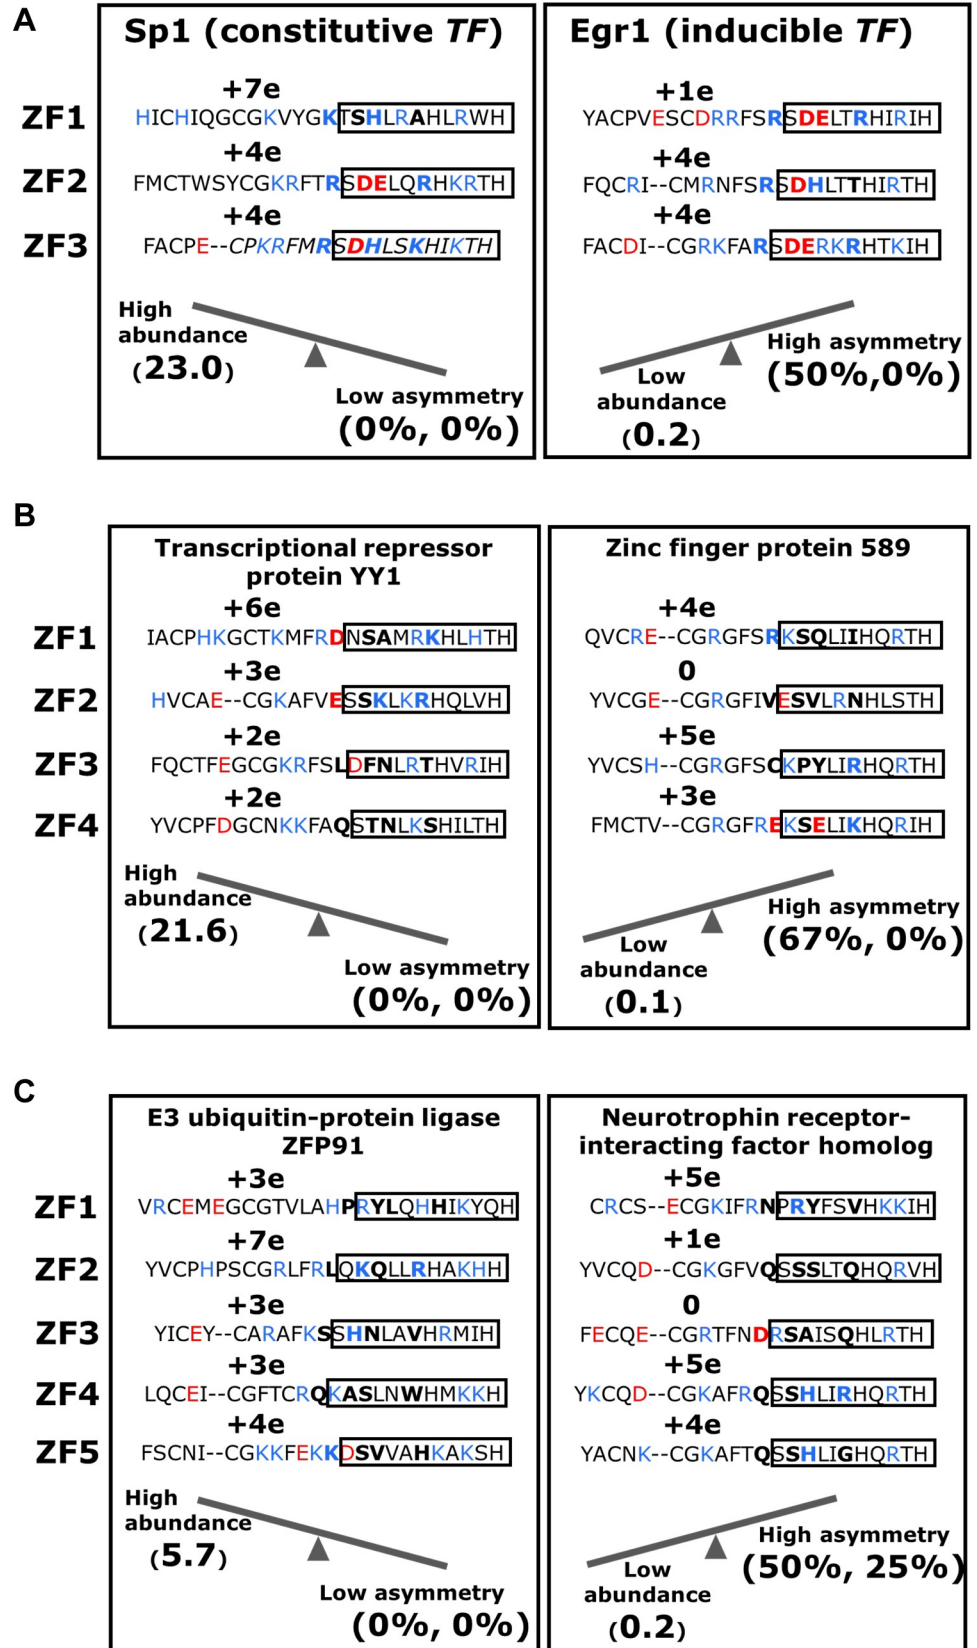 A
Sp1 (constitutive TF)
+7e
ZF1 HICHIQGCGKVYGKTSHLRAHLRWH
+4e
ZF2 FMCTWSYCGKRFTRSDELQRHKRTH
+4e
ZF3 FACPE--CPKRFMRSDHLSKHIKTH
High
abundance
(23.0)
Low asymmetry
(0%, 0%)
Egr1 (inducible TF)
+1e
YACPVESCDRRFSRSDELTRHIRIH
+4e
FQCRI--CMRNFSRSDHLTTHIRTH
+4e
FACDI--CGRKFARSDERKRHTKIH
High asymmetry
(50%,0%)
Low
abundance
(0.2)
B
Transcriptional repressor
protein YY1
+6e
ZF1 IACPHKGCTKMFRDNSAMRKHLHTH
+3e
ZF2 HVCAE--CGKAFVESSKLKRHQLVH
+2e
ZF3 FQCTFEGCGKRFSLDFNLRTHVRIH
+2e
ZF4 YVCPFDGCNKKFAQSTNLKSHILTH
High
abundance
(21.6)
Low asymmetry
(0%, 0%)
Zinc finger protein 589
+4e
QVCRE--CGRGFSRKSQLIIHQRTH
0
YVCGE--CGRGFIVESVLRNHLSTH
+5e
YVCSH--CGRGFSCKPYLIRHQRTH
+3e
FMCTV--CGRGFREKSELIKHQRIH
High asymmetry
(67%, 0%)
Low
abundance
(0.1)
C
E3 ubiquitin-protein ligase
ZFP91
+3e
ZF1 VRCEMEGCGTVLAHPRYLQHHIKYQH
+7e
ZF2 YVCPHPSCGRLFRLQKQLLRHAKHH
+3e
ZF3 YICEY--CARAFKSSHNLAVHRMIH
+3e
ZF4 LQCEI--CGFTCRQKASLNWHMKKH
+4e
ZF5 FSCNI--CGKKFEKKDSVVAHKAKSH
High
abundance
(5.7)
Low asymmetry
(0%, 0%)
Neurotrophin receptor-
interacting factor homolog
+5e
CRCS--ECGKIFRNPRYFSVHKKIH
+1e
YVCQD--CGKGFVQSSSLTQHQRVH
0
FECQE--CGRTFNDRSAISQHLRTH
+5e
YKCQD--CGKAFRQSSHLIRHQRTH
+4e
YACNK--CGKAFTQSSHLIGHQRTH
High asymmetry
(50%, 25%)
Low
abundance
(0.2)